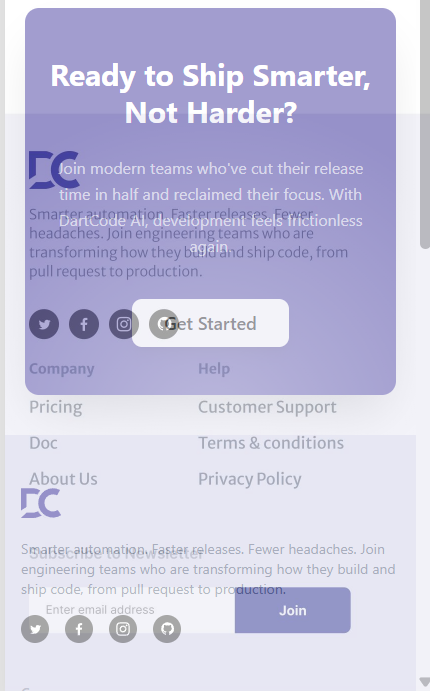 Ready to Ship Smarter,
Not Harder?
DC
Join modern teams who've cut their release
time in half and reclaimed their focus. With
DartCode AI, development feels frictionless
again.
Smarter automation. Faster releases. Fewer
headaches. Join engineering teams who are
transforming how they build and ship code, from
pull request to production.
Get Started
Company Help
Pricing Customer Support
Doc Terms & conditions
About Us Privacy Policy
DC
Subscribe to Newsletter
Smarter automation. Faster releases. Fewer headaches. Join
engineering teams who are transforming how they build and
ship code, from pull request to production.
Enter email address Join